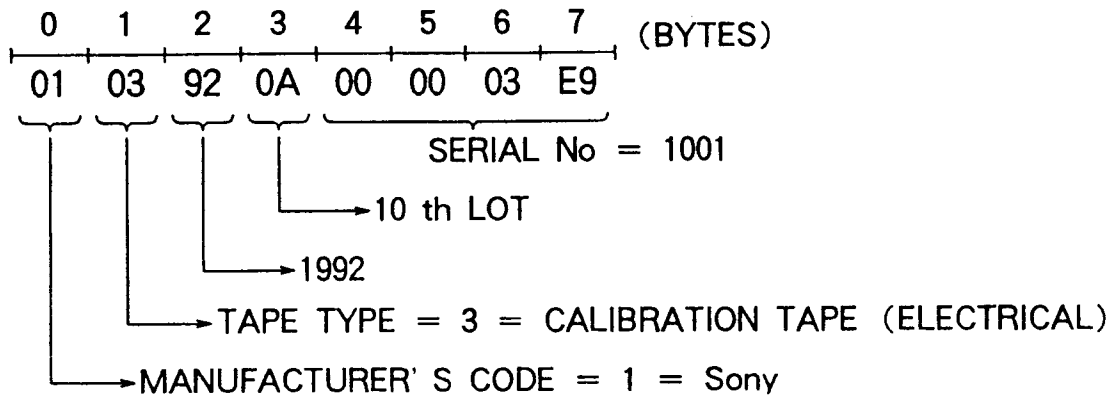 0 1 2 3 4 5 6 7 (BYTES)
01 03 92 0A 00 00 03 E9
SERIAL No = 1001
10 th LOT
1992
TAPE TYPE = 3 = CALIBRATION TAPE (ELECTRICAL)
MANUFACTURER' S CODE = 1 = Sony